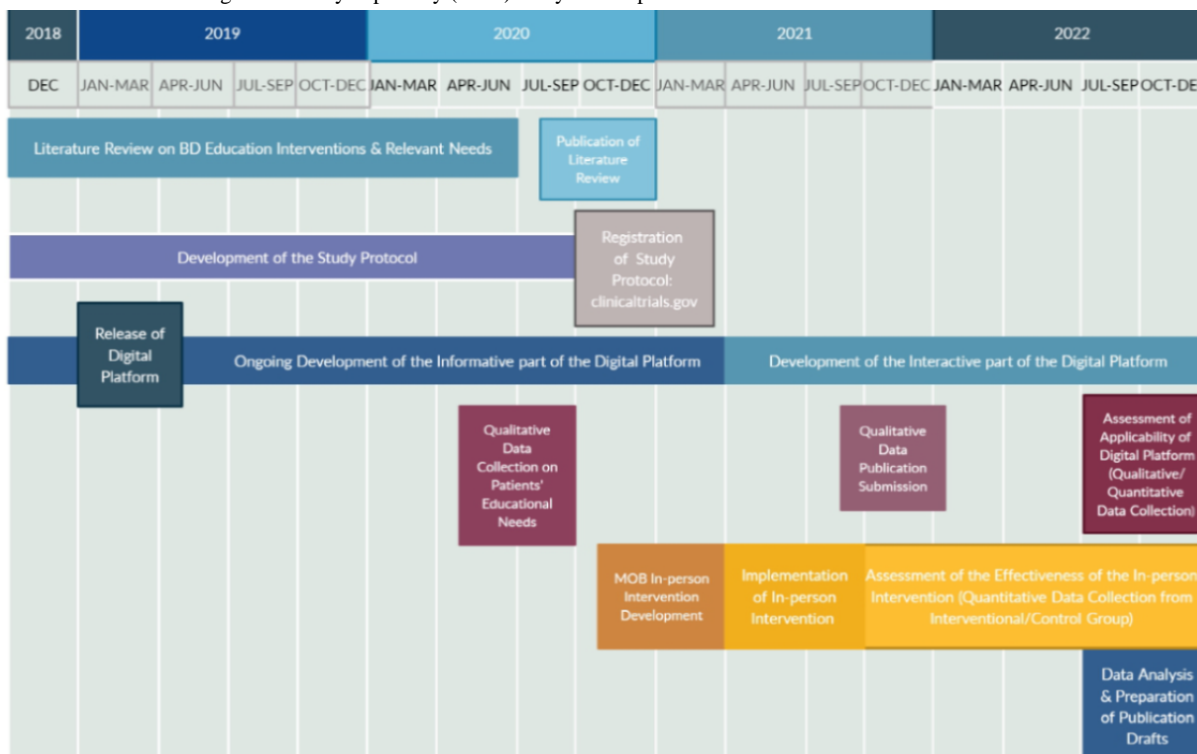 2018 2019 2020 2021 2022
DEC JAN-MAR APR-JUN JUL-SEP OCT-DEC JAN-MAR APR-JUN JUL-SEP OCT-DEC JAN-MAR APR-JUN JUL-SEP OCT-DEC JAN-MAR APR-JUN JUL-SEP OCT-DE
Literature Review on BD Education Interventions & Relevant Needs
Publication of
Literature
Review
Development of the Study Protocol
Registration
of Study
Protocol:
clinicaltrials.gov
Release of
Digital
Platform
Ongoing Development of the Informative part of the Digital Platform
Development of the Interactive part of the Digital Platform
Qualitative
Data
Collection on
Patients'
Educational
Needs
Qualitative
Data
Publication
Submission
Assessment of
Applicability of
Digital Platform
(Qualitative/
Quantitative
Data Collection)
MOB In-person
Intervention
Development
Implementation
of In-person
Intervention
Assessment of the Effectiveness of the In-person
Intervention (Quantitative Data Collection from
Interventional/Control Group)
Data Analysis
& Preparation
of Publication
Drafts